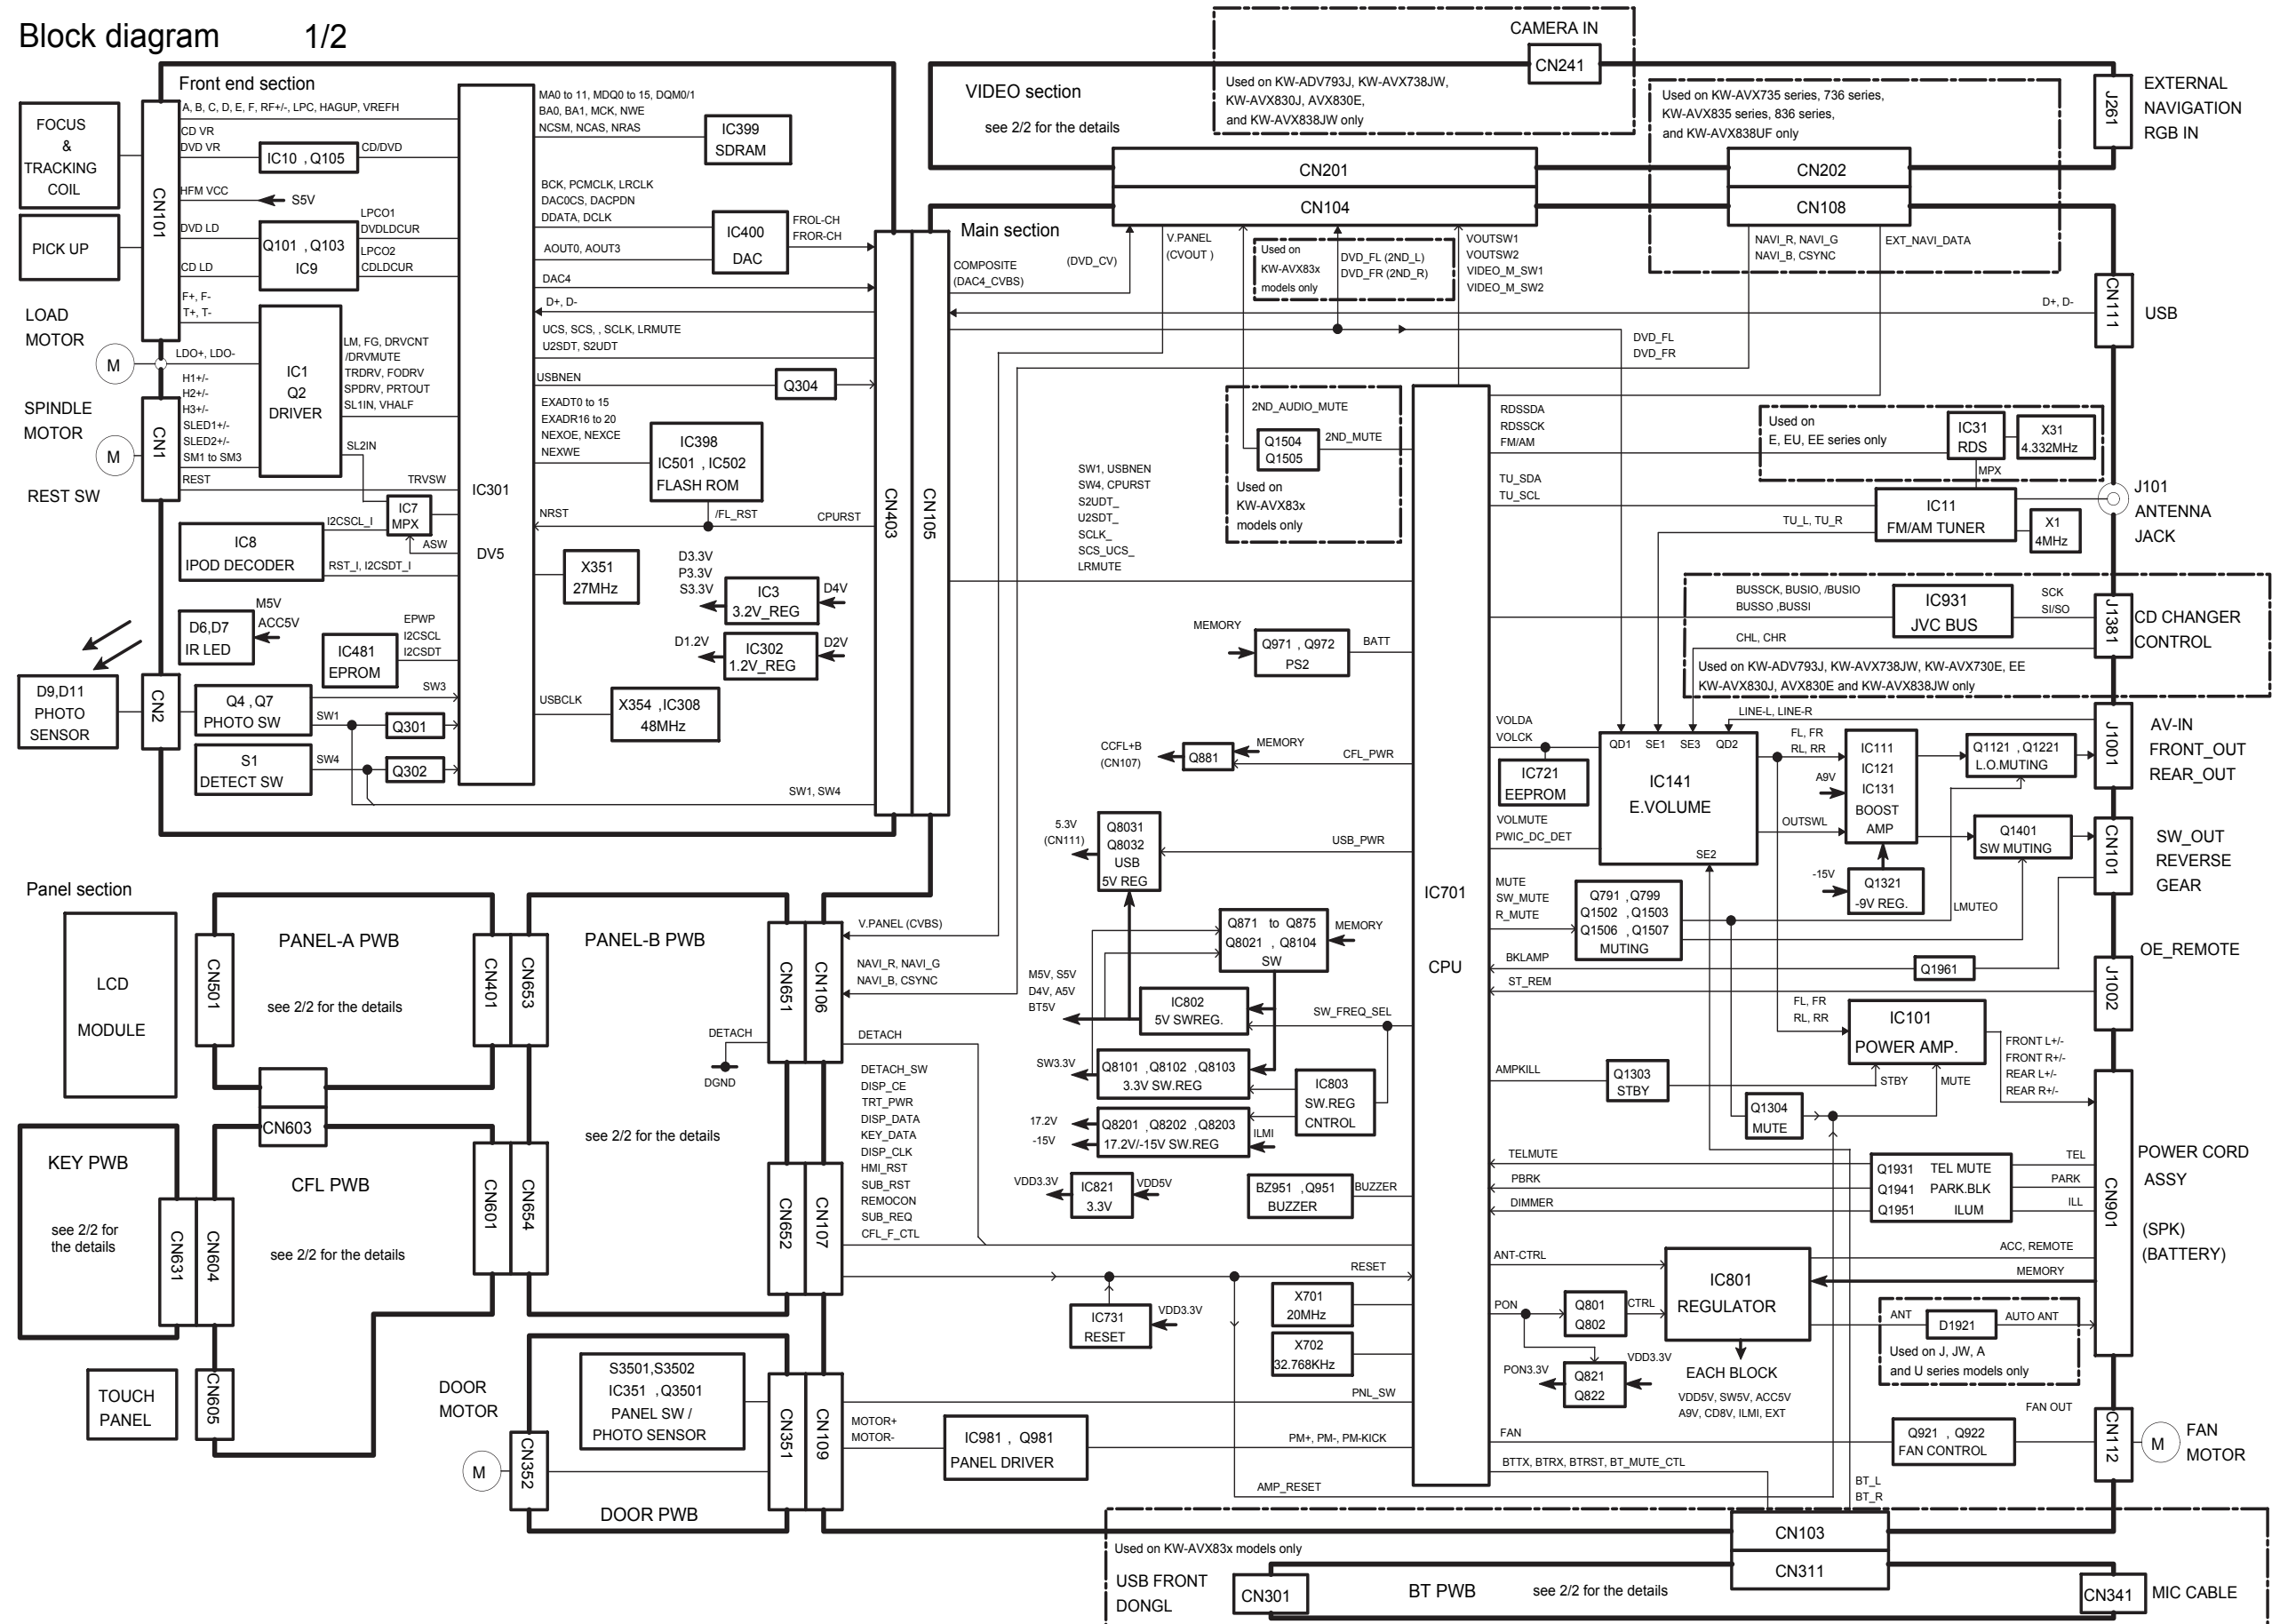 Block diagram 1/2
Front end section
FOCUS
&
TRACKING
COIL
PICK UP
LOAD
MOTOR
M
SPINDLE
MOTOR
M
REST SW
CN101
CN1
CN2
A, B, C, D, E, F, RF+/-, LPC, HAGUP, VREFH
CD VR
DVD VR
IC10 , Q105
CD/DVD
HFM VCC
S5V
DVD LD
CD LD
Q101 , Q103
IC9
LPCO1
DVDLDCUR
LPCO2
CDLDCUR
F+, F-
T+, T-
LDO+, LDO-
H1+/-
H2+/-
H3+/-
SLED1+/-
SLED2+/-
SM1 to SM3
REST
IC1
Q2
DRIVER
LM, FG, DRVCNT
/DRVMUTE
TRDRV, FODRV
SPDRV, PRTOUT
SL1IN, VHALF
SL2IN
TRVSW
IC7
MPX
I2CSCL_I
ASW
IC8
IPOD DECODER
RST_I, I2CSDT_I
M5V
ACC5V
D6,D7
IR LED
IC481
EPROM
EPWP
I2CSCL
I2CSDT
D9,D11
PHOTO
SENSOR
Q4 , Q7
PHOTO SW
SW3
SW1
Q301
S1
DETECT SW
SW4
Q302
IC301
DV5
MA0 to 11, MDQ0 to 15, DQM0/1
BA0, BA1, MCK, NWE
NCSM, NCAS, NRAS
IC399
SDRAM
BCK, PCMCLK, LRCLK
DAC0CS, DACPDN
DDATA, DCLK
AOUT0, AOUT3
IC400
DAC
FROL-CH
FROR-CH
DAC4
D+, D-
UCS, SCS, , SCLK, LRMUTE
U2SDT, S2UDT
USBNEN
Q304
EXADT0 to 15
EXADR16 to 20
NEXOE, NEXCE
NEXWE
IC398
IC501 , IC502
FLASH ROM
NRST
/FL_RST
CPURST
X351
27MHz
D3.3V
P3.3V
S3.3V
IC3
3.2V_REG
D4V
D1.2V
IC302
1.2V_REG
D2V
USBCLK
X354 ,IC308
48MHz
SW1, SW4
CN403
CN105
VIDEO section
see 2/2 for the details
CAMERA IN
CN241
Used on KW-ADV793J, KW-AVX738JW,
KW-AVX830J, AVX830E,
and KW-AVX838JW only
Used on KW-AVX735 series, 736 series,
KW-AVX835 series, 836 series,
and KW-AVX838UF only
J261
EXTERNAL
NAVIGATION
RGB IN
CN201
CN104
CN202
CN108
Main section
COMPOSITE
(DAC4_CVBS)
(DVD_CV)
V.PANEL
(CVOUT )
Used on
KW-AVX83x
models only
DVD_FL (2ND_L)
DVD_FR (2ND_R)
VOUTSW1
VOUTSW2
VIDEO_M_SW1
VIDEO_M_SW2
NAVI_R, NAVI_G
NAVI_B, CSYNC
EXT_NAVI_DATA
D+, D-
CN111
USB
DVD_FL
DVD_FR
2ND_AUDIO_MUTE
Q1504
Q1505
2ND_MUTE
Used on
KW-AVX83x
models only
SW1, USBNEN
SW4, CPURST
S2UDT_
U2SDT_
SCLK_
SCS_UCS_
LRMUTE
RDSSDA
RDSSCK
FM/AM
Used on
E, EU, EE series only
IC31
RDS
X31
4.332MHz
MPX
TU_SDA
TU_SCL
TU_L, TU_R
IC11
FM/AM TUNER
X1
4MHz
J101
ANTENNA
JACK
BUSSCK, BUSIO, /BUSIO
BUSSO ,BUSSI
IC931
JVC BUS
SCK
SI/SO
J1381
CD CHANGER
CONTROL
CHL, CHR
Used on KW-ADV793J, KW-AVX738JW, KW-AVX730E, EE
KW-AVX830J, AVX830E and KW-AVX838JW only
MEMORY
Q971 , Q972
PS2
BATT
CCFL+B
(CN107)
Q881
MEMORY
CFL_PWR
VOLDA
VOLCK
IC721
EEPROM
LINE-L, LINE-R
QD1 SE1 SE3 QD2
IC141
E.VOLUME
SE2
FL, FR
RL, RR
A9V
OUTSWL
IC111
IC121
IC131
BOOST
AMP
Q1121 , Q1221
L.O.MUTING
J1001
AV-IN
FRONT_OUT
REAR_OUT
Q1401
SW MUTING
CN101
SW_OUT
REVERSE
GEAR
-15V
Q1321
-9V REG.
LMUTEO
VOLMUTE
PWIC_DC_DET
5.3V
(CN111)
Q8031
Q8032
USB
5V REG
USB_PWR
IC701
CPU
MUTE
SW_MUTE
R_MUTE
Q791 ,Q799
Q1502 ,Q1503
Q1506 ,Q1507
MUTING
Q871 to Q875
Q8021 , Q8104
SW
MEMORY
M5V, S5V
D4V, A5V
BT5V
IC802
5V SWREG.
SW_FREQ_SEL
BKLAMP
Q1961
ST_REM
OE_REMOTE
J1002
SW3.3V
Q8101 ,Q8102 ,Q8103
3.3V SW.REG
IC803
SW.REG
CNTROL
17.2V
-15V
Q8201 ,Q8202 ,Q8203
17.2V/-15V SW.REG
ILMI
FL, FR
RL, RR
IC101
POWER AMP.
FRONT L+/-
FRONT R+/-
REAR L+/-
REAR R+/-
AMPKILL
Q1303
STBY
STBY
MUTE
Q1304
MUTE
VDD3.3V
IC821
3.3V
VDD5V
BZ951 ,Q951
BUZZER
BUZZER
TELMUTE
PBRK
DIMMER
Q1931 TEL MUTE
Q1941 PARK.BLK
Q1951 ILUM
TEL
PARK
ILL
CN901
POWER CORD
ASSY
(SPK)
(BATTERY)
ANT-CTRL
ACC, REMOTE
MEMORY
IC801
REGULATOR
PON
Q801
Q802
CTRL
PON3.3V
Q821
Q822
VDD3.3V
EACH BLOCK
VDD5V, SW5V, ACC5V
A9V, CD8V, ILMI, EXT
ANT
D1921
AUTO ANT
Used on J, JW, A
and U series models only
RESET
IC731
RESET
VDD3.3V
X701
20MHz
X702
32.768KHz
PNL_SW
FAN
Q921 , Q922
FAN CONTROL
FAN OUT
CN112
M
FAN
MOTOR
PM+, PM-, PM-KICK
BTTX, BTRX, BTRST, BT_MUTE_CTL
AMP_RESET
BT_L
BT_R
Panel section
LCD
MODULE
CN501
PANEL-A PWB
see 2/2 for the details
CN401
CN653
PANEL-B PWB
see 2/2 for the details
CN651
CN106
V.PANEL (CVBS)
NAVI_R, NAVI_G
NAVI_B, CSYNC
DETACH
DGND
DETACH
DETACH_SW
DISP_CE
TRT_PWR
DISP_DATA
KEY_DATA
DISP_CLK
HMI_RST
SUB_RST
REMOCON
SUB_REQ
CFL_F_CTL
CN603
KEY PWB
see 2/2 for
the details
CN631
CN604
CFL PWB
see 2/2 for the details
CN601
CN654
CN652
CN107
TOUCH
PANEL
CN605
DOOR
MOTOR
M
CN352
S3501,S3502
IC351 ,Q3501
PANEL SW /
PHOTO SENSOR
CN351
CN109
DOOR PWB
MOTOR+
MOTOR-
IC981 , Q981
PANEL DRIVER
CN103
CN311
Used on KW-AVX83x models only
USB FRONT
DONGL
CN301
BT PWB
see 2/2 for the details
CN341
MIC CABLE